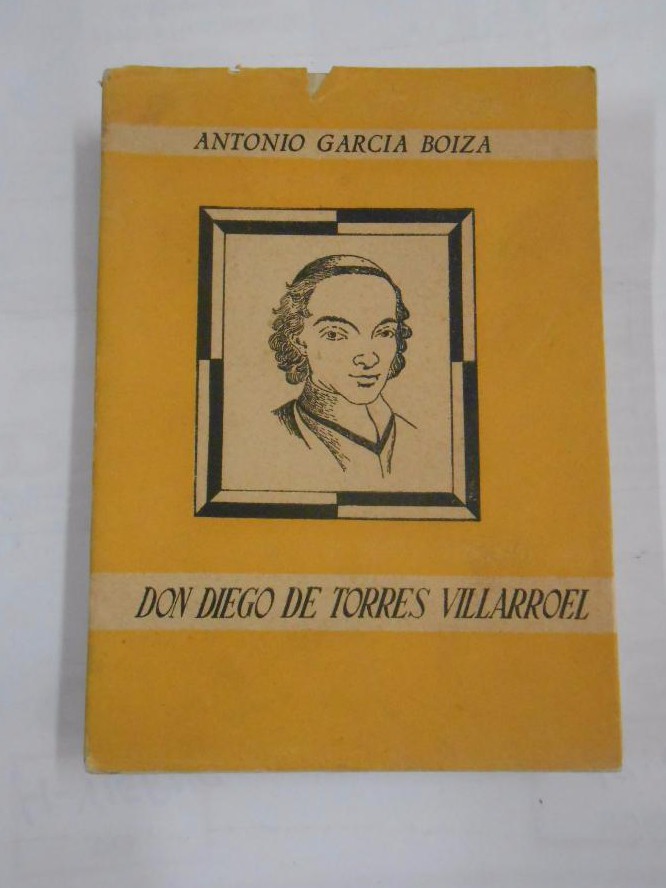 ANTONIO GARCIA BOIZA
DON DIEGO DE TORRES VILLARROEL